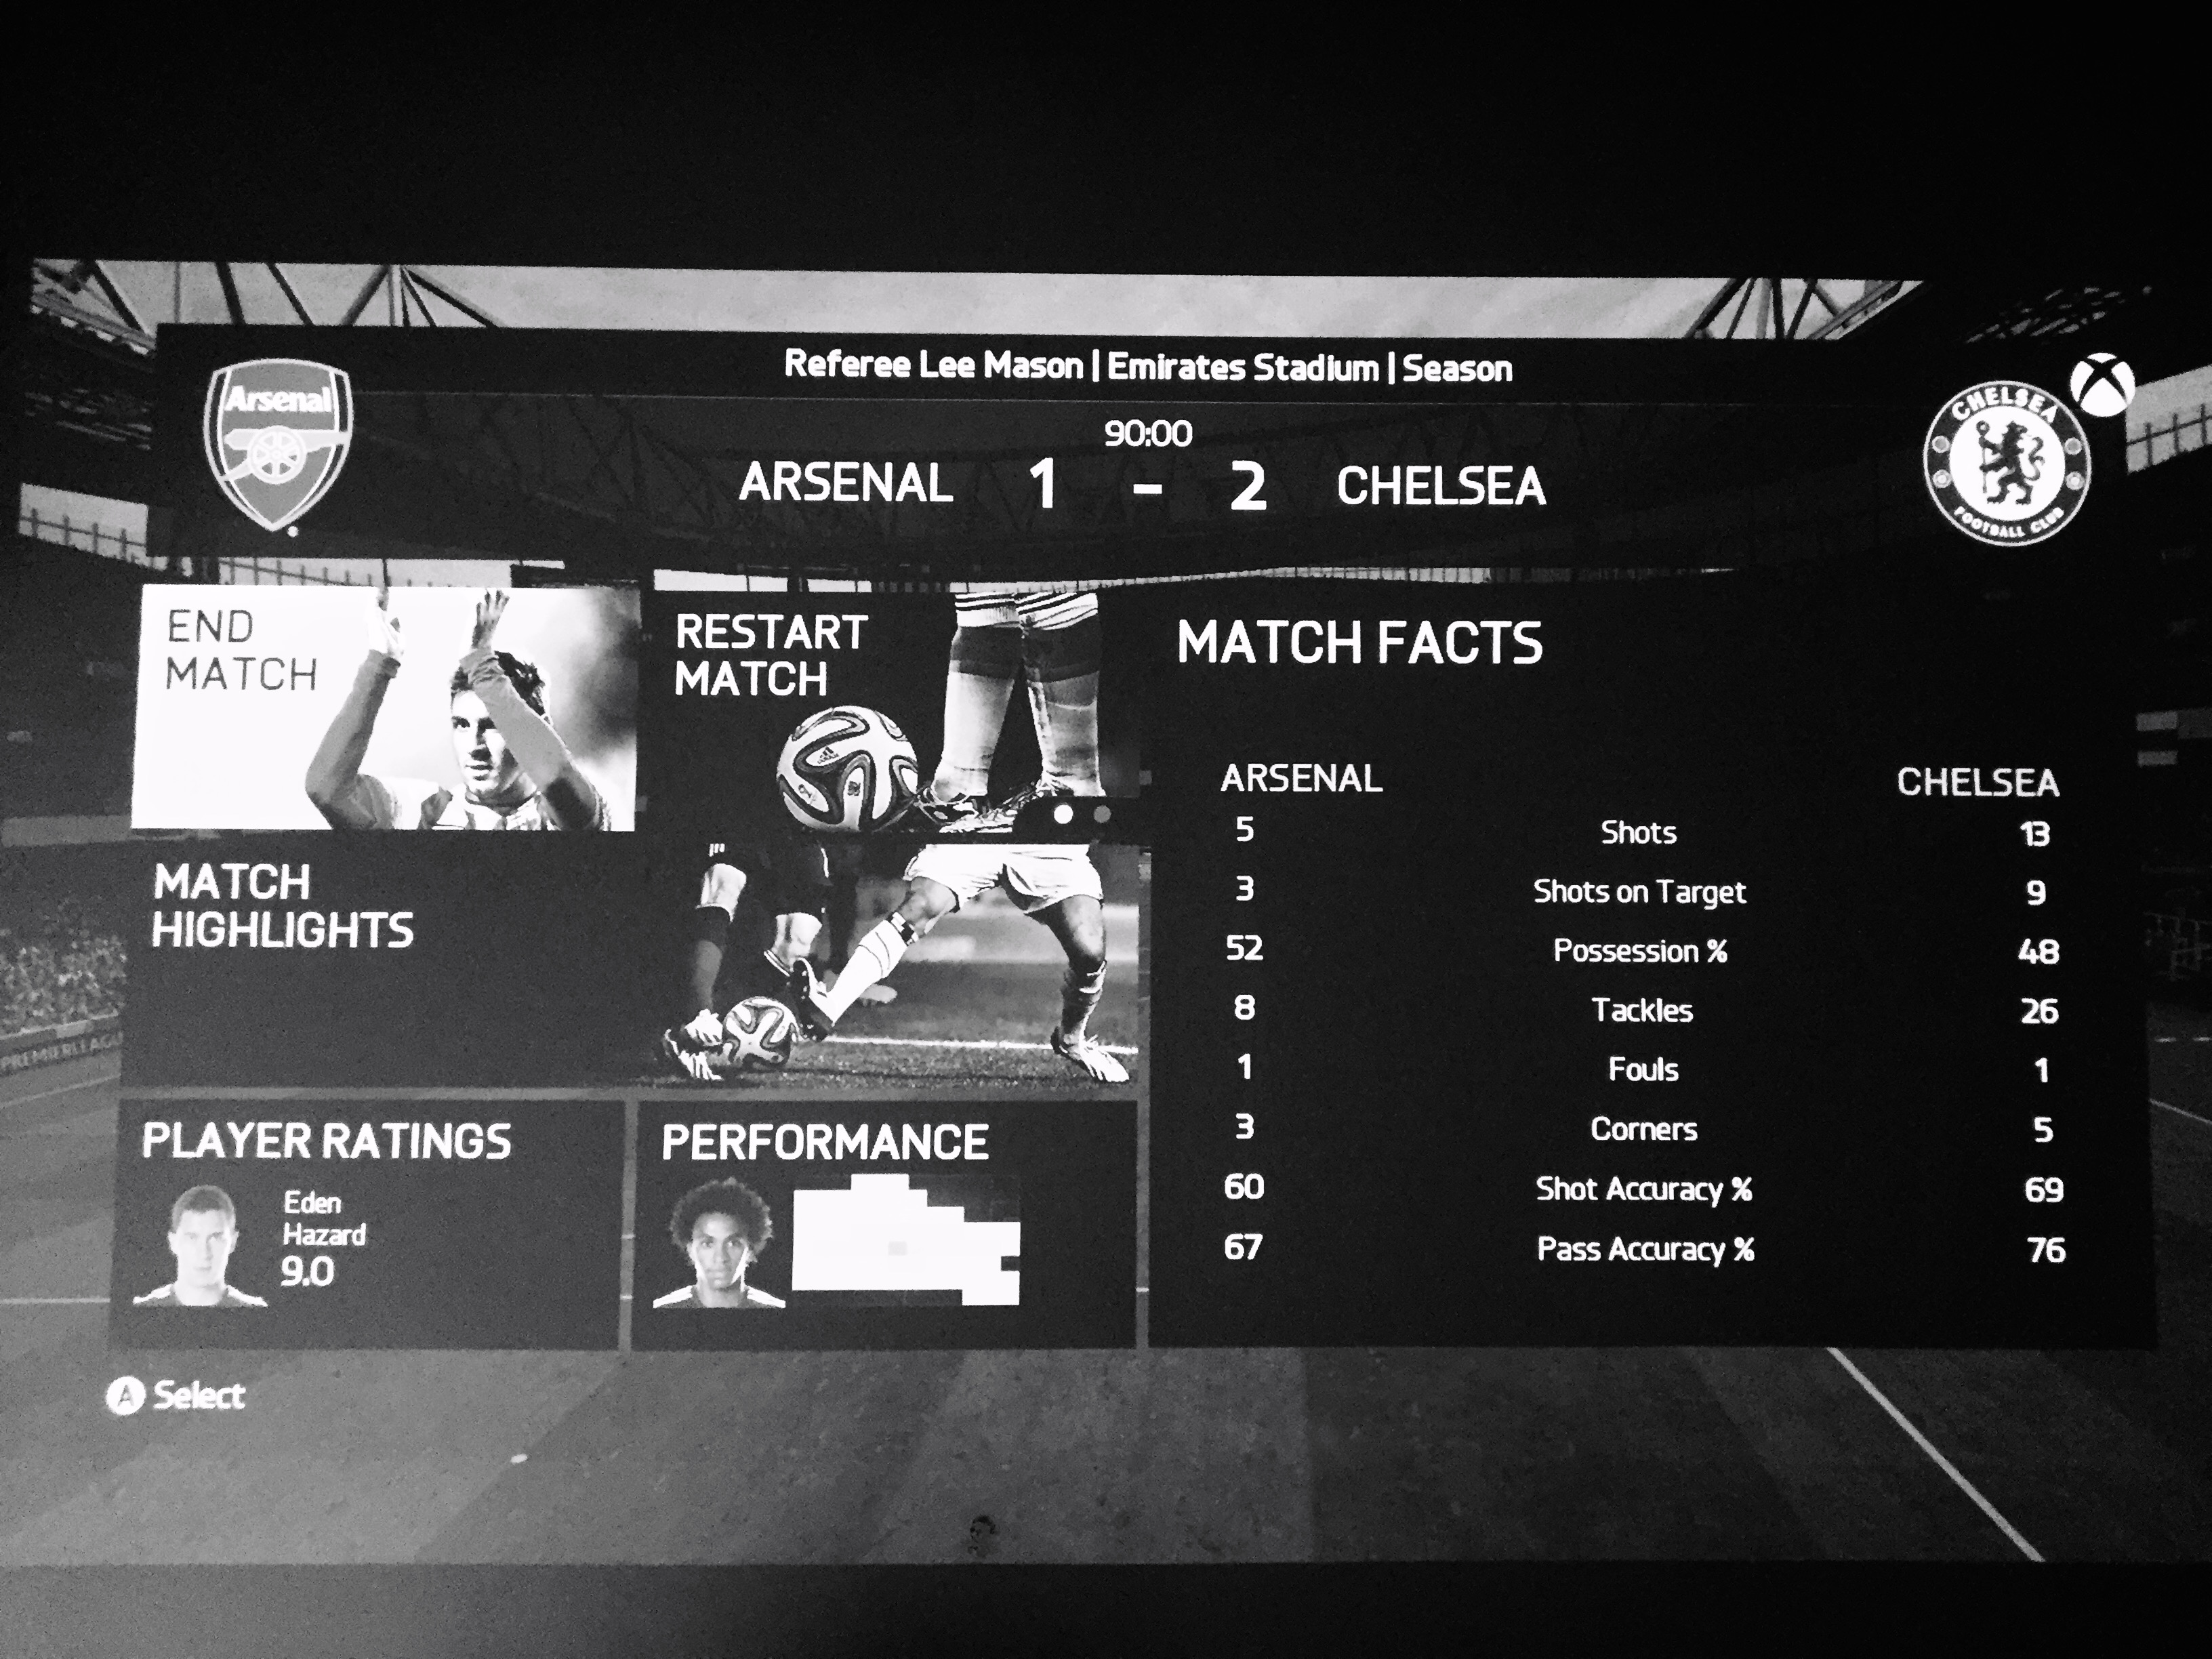 Referee Lee Mason | Emirates Stadium | Season
Arsenal
CHELSEA
FOOTBALL CLUB
90:00
ARSENAL 1 - 2 CHELSEA
END
MATCH
RESTART
MATCH
MATCH FACTS
ARSENAL CHELSEA
5 Shots 13
3 Shots on Target 9
52 Possession % 48
8 Tackles 26
1 Fouls 1
3 Corners 5
60 Shot Accuracy % 69
67 Pass Accuracy % 76
MATCH
HIGHLIGHTS
PREMIER LEAGU
PLAYER RATINGS
Eden
Hazard
9.0
PERFORMANCE
A Select